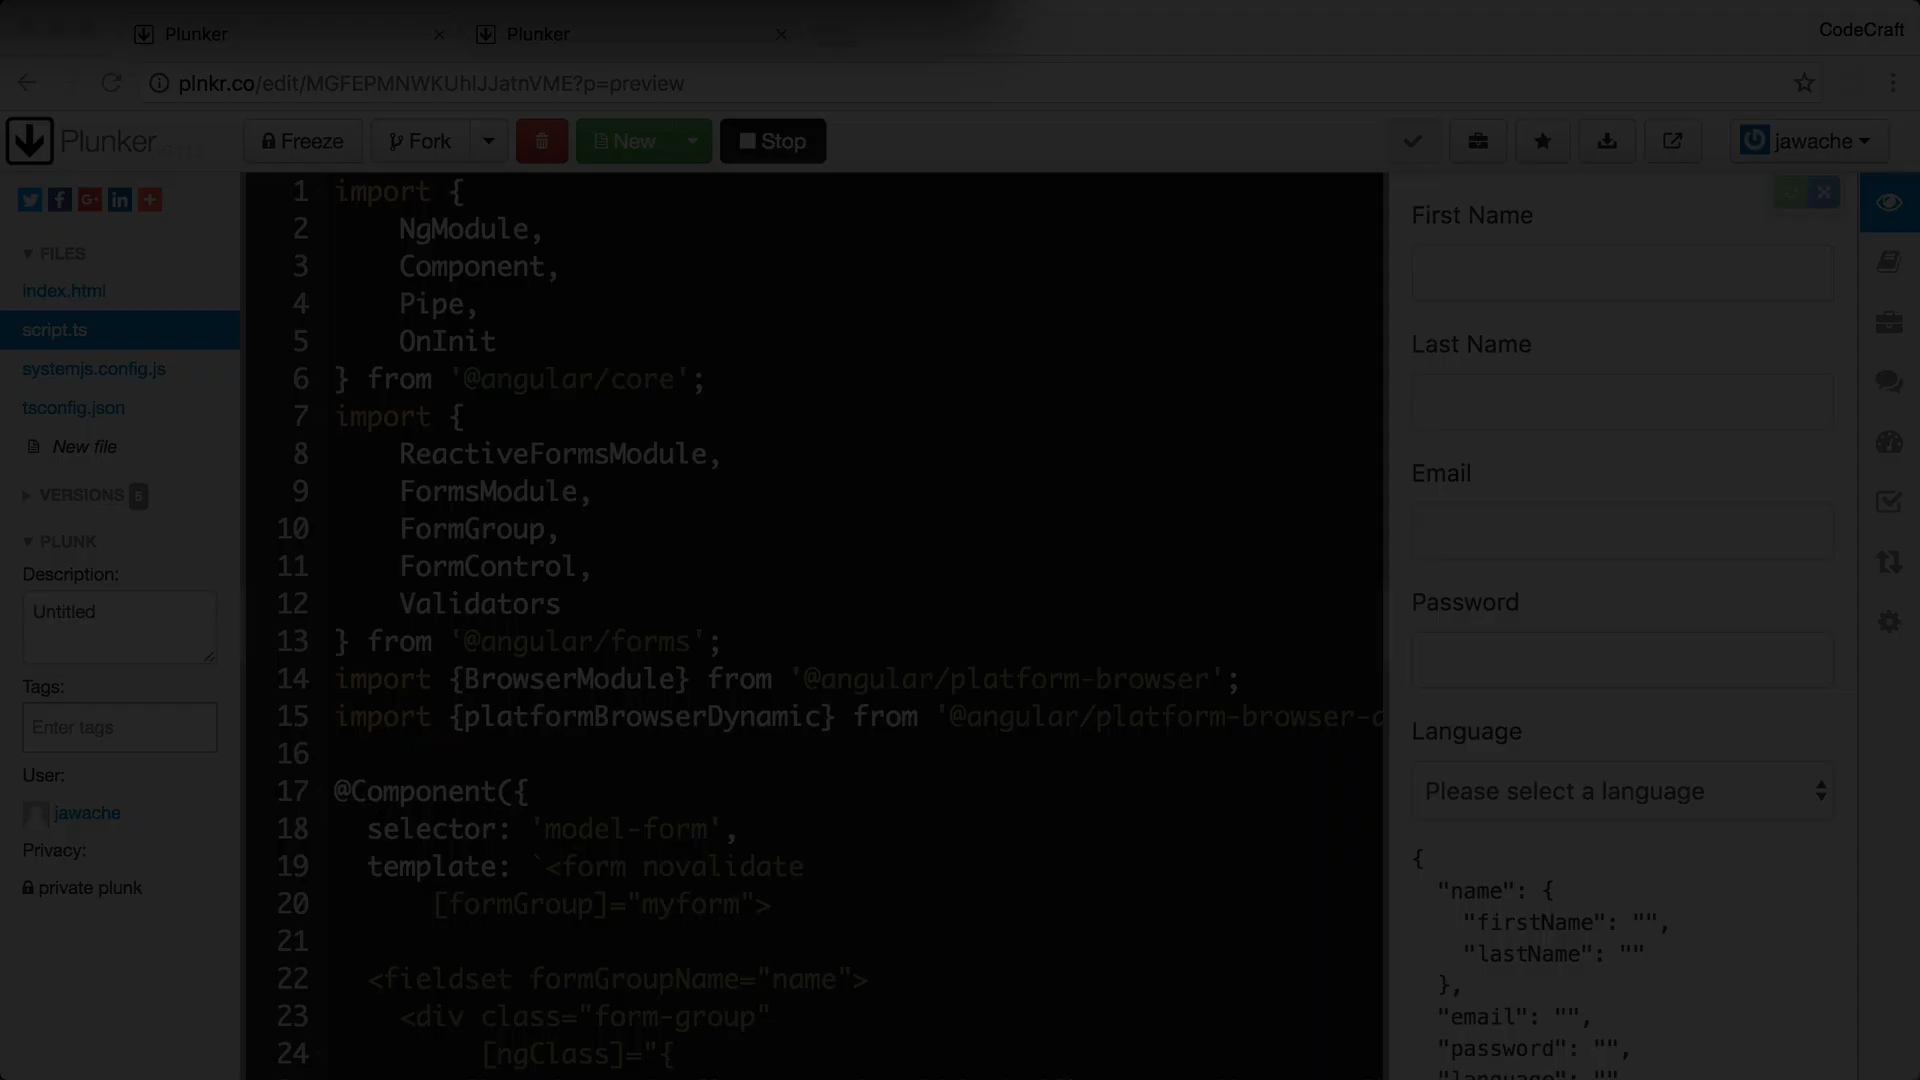 Plunker
Plunker
CodeCraft
plnkr.co/edit/MGFEPMNWKUhlJJatnVME?p=preview
Plunker
Freeze
Fork
New
Stop
jawache
FILES
index.html
script.ts
systemjs.config.js
tsconfig.json
New file
VERSIONS 5
PLUNK
Description:
Untitled
Tags:
Enter tags
User:
jawache
Privacy:
private plunk
1 import {
2 NgModule,
3 Component,
4 Pipe,
5 OnInit
6 } from '@angular/core';
7 import {
8 ReactiveFormsModule,
9 FormsModule,
10 FormGroup,
11 FormControl,
12 Validators
13 } from '@angular/forms';
14 import {BrowserModule} from '@angular/platform-browser';
15 import {platformBrowserDynamic} from '@angular/platform-browser-d
16
17 @Component({
18 selector: 'model-form',
19 template: `<form novalidate
20 [formGroup]="myform">
21
22 <fieldset formGroupName="name">
23 <div class="form-group"
24 [ngClass]="{
First Name
Last Name
Email
Password
Language
Please select a language
{
"name": {
"firstName": "",
"lastName": ""
},
"email": "",
"password": "",
"language": ""